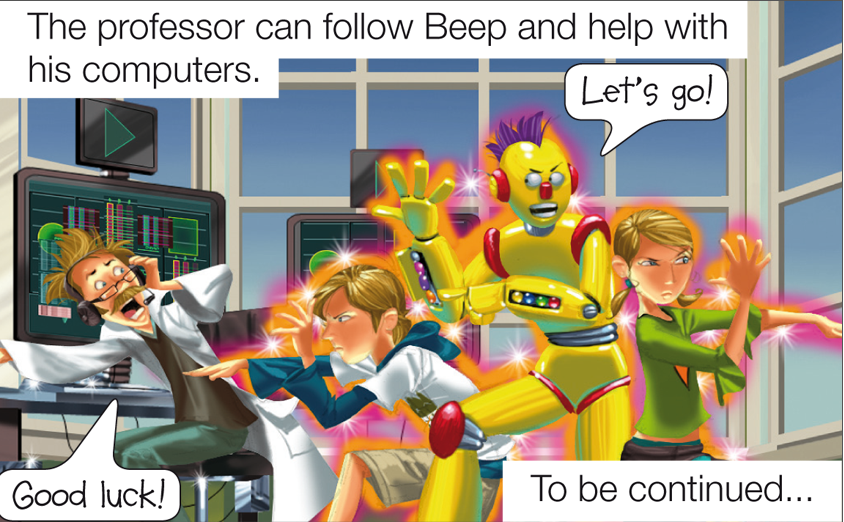 The professor can follow Beep and help with
his computers.
Let's go!
Good luck!
To be continued...